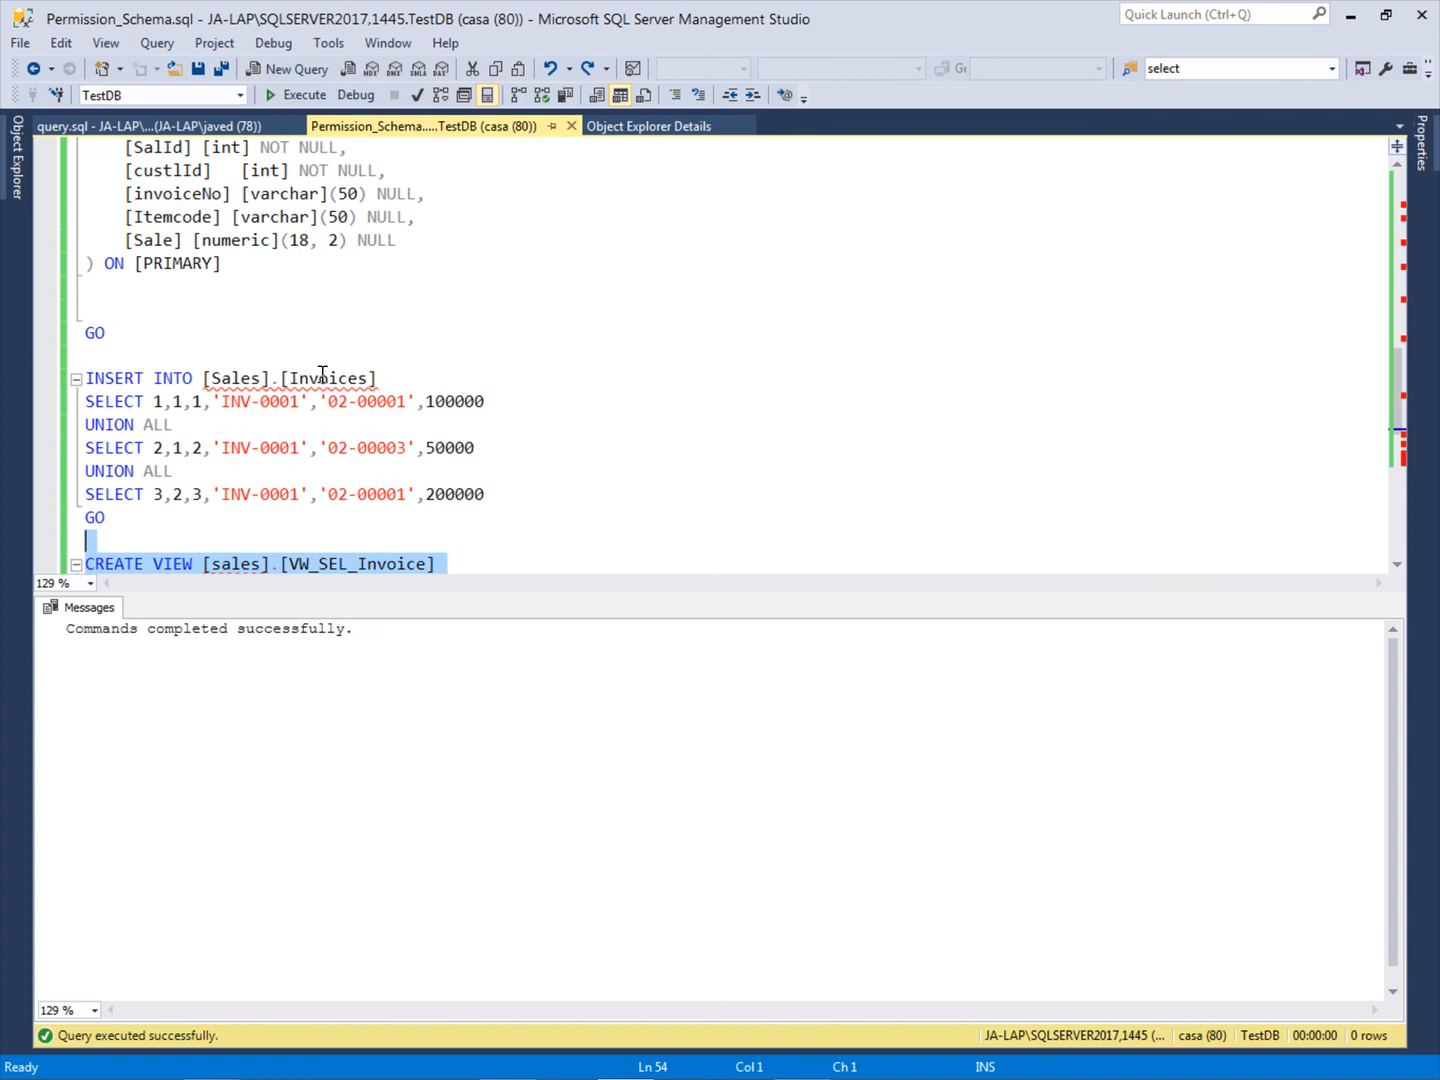 Permission_Schema.sql - JA-LAP\SQLSERVER2017,1445.TestDB (casa (80)) - Microsoft SQL Server Management Studio
Quick Launch (Ctrl+Q)
File Edit View Query Project Debug Tools Window Help
New Query
select
TestDB
Execute
Debug
query.sql - JA-LAP\...(JA-LAP\javed (78))
Permission_Schema.....TestDB (casa (80))
Object Explorer Details
Object Explorer
Properties
[SalId] [int] NOT NULL,
[custlId] [int] NOT NULL,
[invoiceNo] [varchar](50) NULL,
[Itemcode] [varchar](50) NULL,
[Sale] [numeric](18, 2) NULL
) ON [PRIMARY]
GO
INSERT INTO [Sales].[Invoices]
SELECT 1,1,1,'INV-0001','02-00001',100000
UNION ALL
SELECT 2,1,2,'INV-0001','02-00003',50000
UNION ALL
SELECT 3,2,3,'INV-0001','02-00001',200000
GO
CREATE VIEW [sales].[VW_SEL_Invoice]
129 %
Messages
Commands completed successfully.
129 %
Query executed successfully.
JA-LAP\SQLSERVER2017,1445 (... casa (80) TestDB 00:00:00 0 rows
Ready Ln 54 Col 1 Ch 1 INS